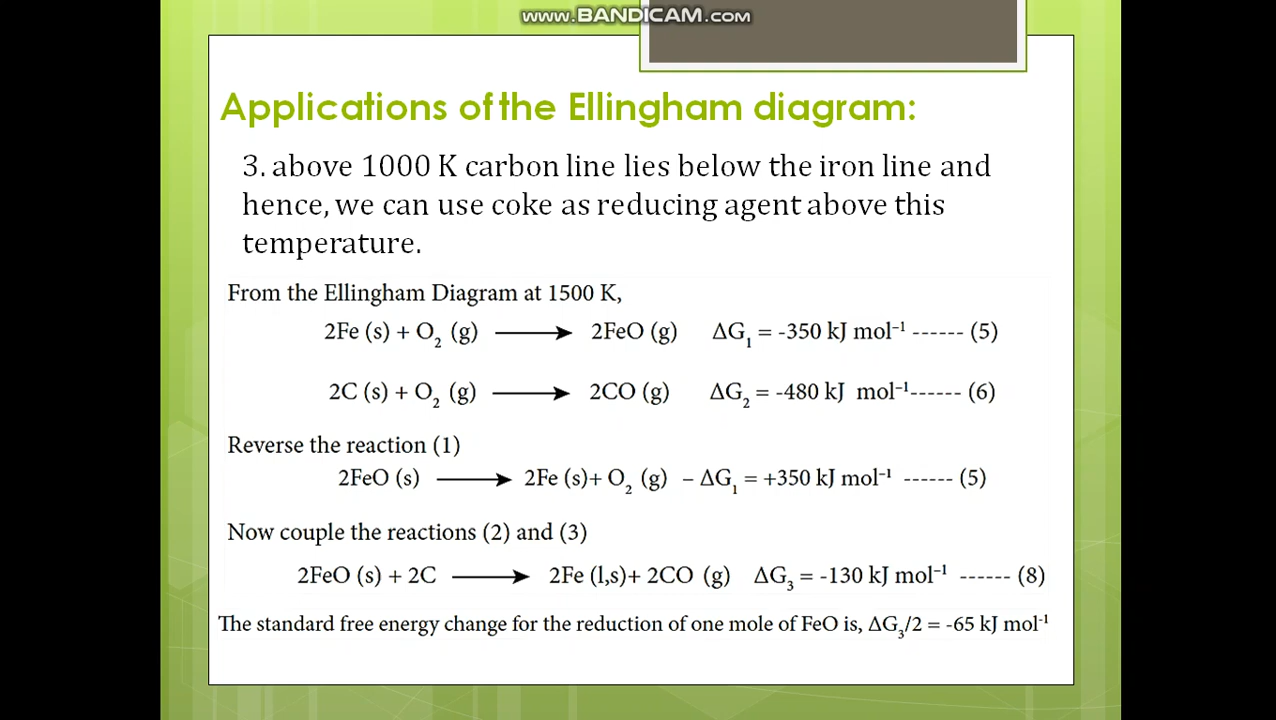 www.BANDICAM.com
Applications of the Ellingham diagram:
3. above 1000 K carbon line lies below the iron line and
hence, we can use coke as reducing agent above this
temperature.
From the Ellingham Diagram at 1500 K,
2Fe (s) + O₂ (g) ⟶ 2FeO (g) ΔG₁ = -350 kJ mol⁻¹ ------ (5)
2C (s) + O₂ (g) ⟶ 2CO (g) ΔG₂ = -480 kJ mol⁻¹------ (6)
Reverse the reaction (1)
2FeO (s) ⟶ 2Fe (s)+ O₂ (g) – ΔG₁ = +350 kJ mol⁻¹ ------ (5)
Now couple the reactions (2) and (3)
2FeO (s) + 2C ⟶ 2Fe (l,s)+ 2CO (g) ΔG₃ = -130 kJ mol⁻¹ ------ (8)
The standard free energy change for the reduction of one mole of FeO is, ΔG₃/2 = -65 kJ mol⁻¹